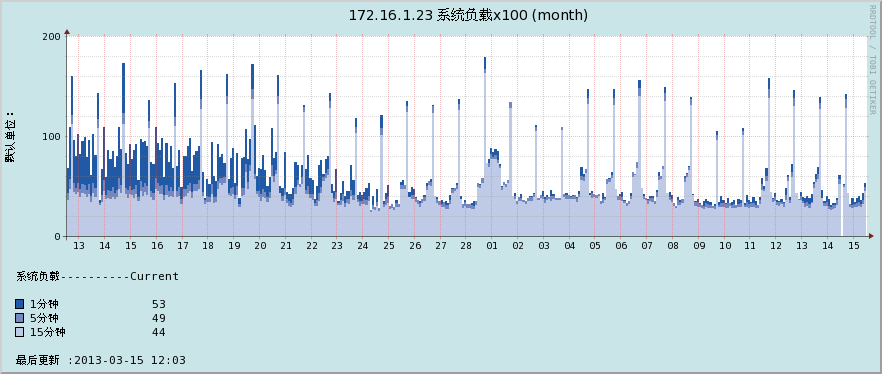 172.16.1.23 系统负载x100 (month)
RRDTOOL / TOBI OETIKER
默认单位：
200
100
0
13 14 15 16 17 18 19 20 21 22 23 24 25 26 27 28 01 02 03 04 05 06 07 08 09 10 11 12 13 14 15
系统负载----------Current
1分钟 53
5分钟 49
15分钟 44
最后更新 :2013-03-15 12:03